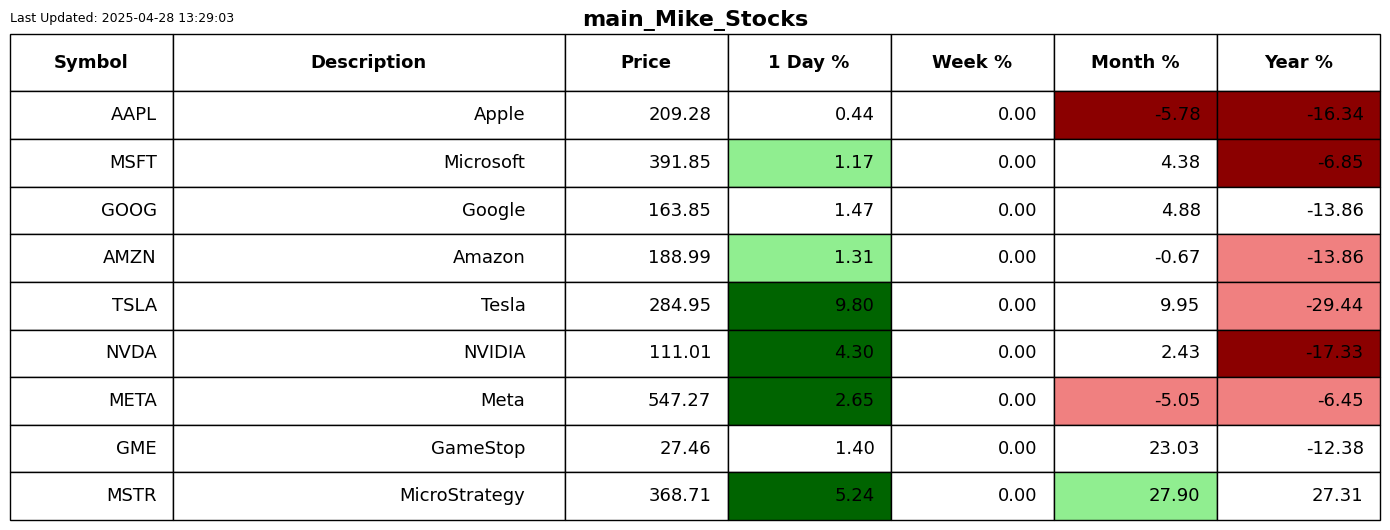 Last Updated: 2025-04-28 13:29:03
main_Mike_Stocks
Symbol Description Price 1 Day % Week % Month % Year %
AAPL Apple 209.28 0.44 0.00 -5.78 -16.34
MSFT Microsoft 391.85 1.17 0.00 4.38 -6.85
GOOG Google 163.85 1.47 0.00 4.88 -13.86
AMZN Amazon 188.99 1.31 0.00 -0.67 -13.86
TSLA Tesla 284.95 9.80 0.00 9.95 -29.44
NVDA NVIDIA 111.01 4.30 0.00 2.43 -17.33
META Meta 547.27 2.65 0.00 -5.05 -6.45
GME GameStop 27.46 1.40 0.00 23.03 -12.38
MSTR MicroStrategy 368.71 5.24 0.00 27.90 27.31